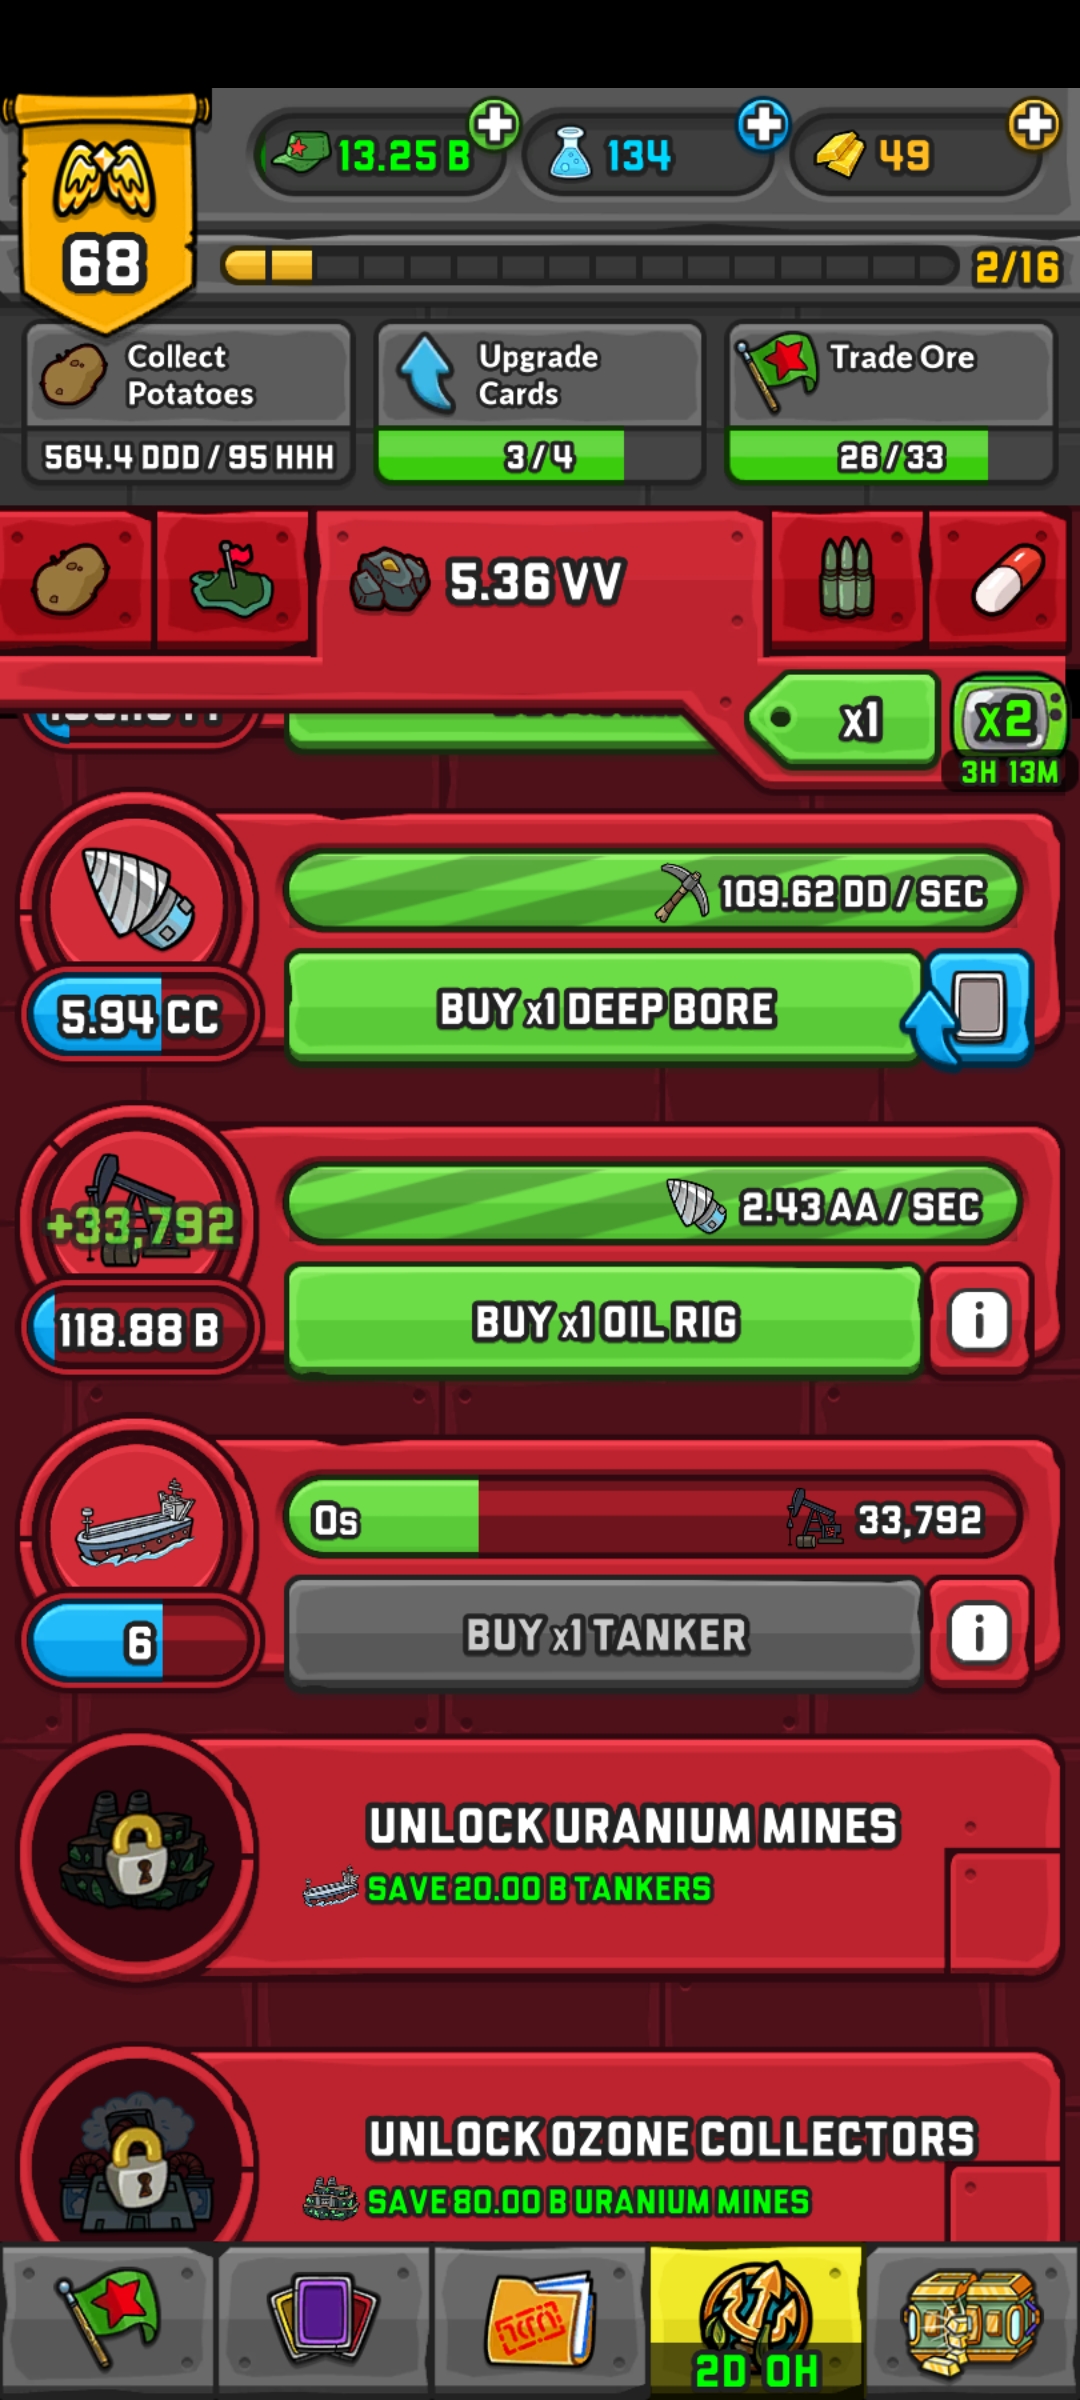 13.25 B
134
49
68
2/16
Collect
Potatoes
564.4 DDD / 95 HHH
Upgrade
Cards
3/4
Trade Ore
26/33
5.36 VV
x1
x2
3H 13M
109.62 DD / SEC
5.94 CC
BUY x1 DEEP BORE
+33,792
2.43 AA / SEC
118.88 B
BUY x1 OIL RIG
0s
33,792
6
BUY x1 TANKER
UNLOCK URANIUM MINES
SAVE 20.00 B TANKERS
UNLOCK OZONE COLLECTORS
SAVE 80.00 B URANIUM MINES
2D 0H